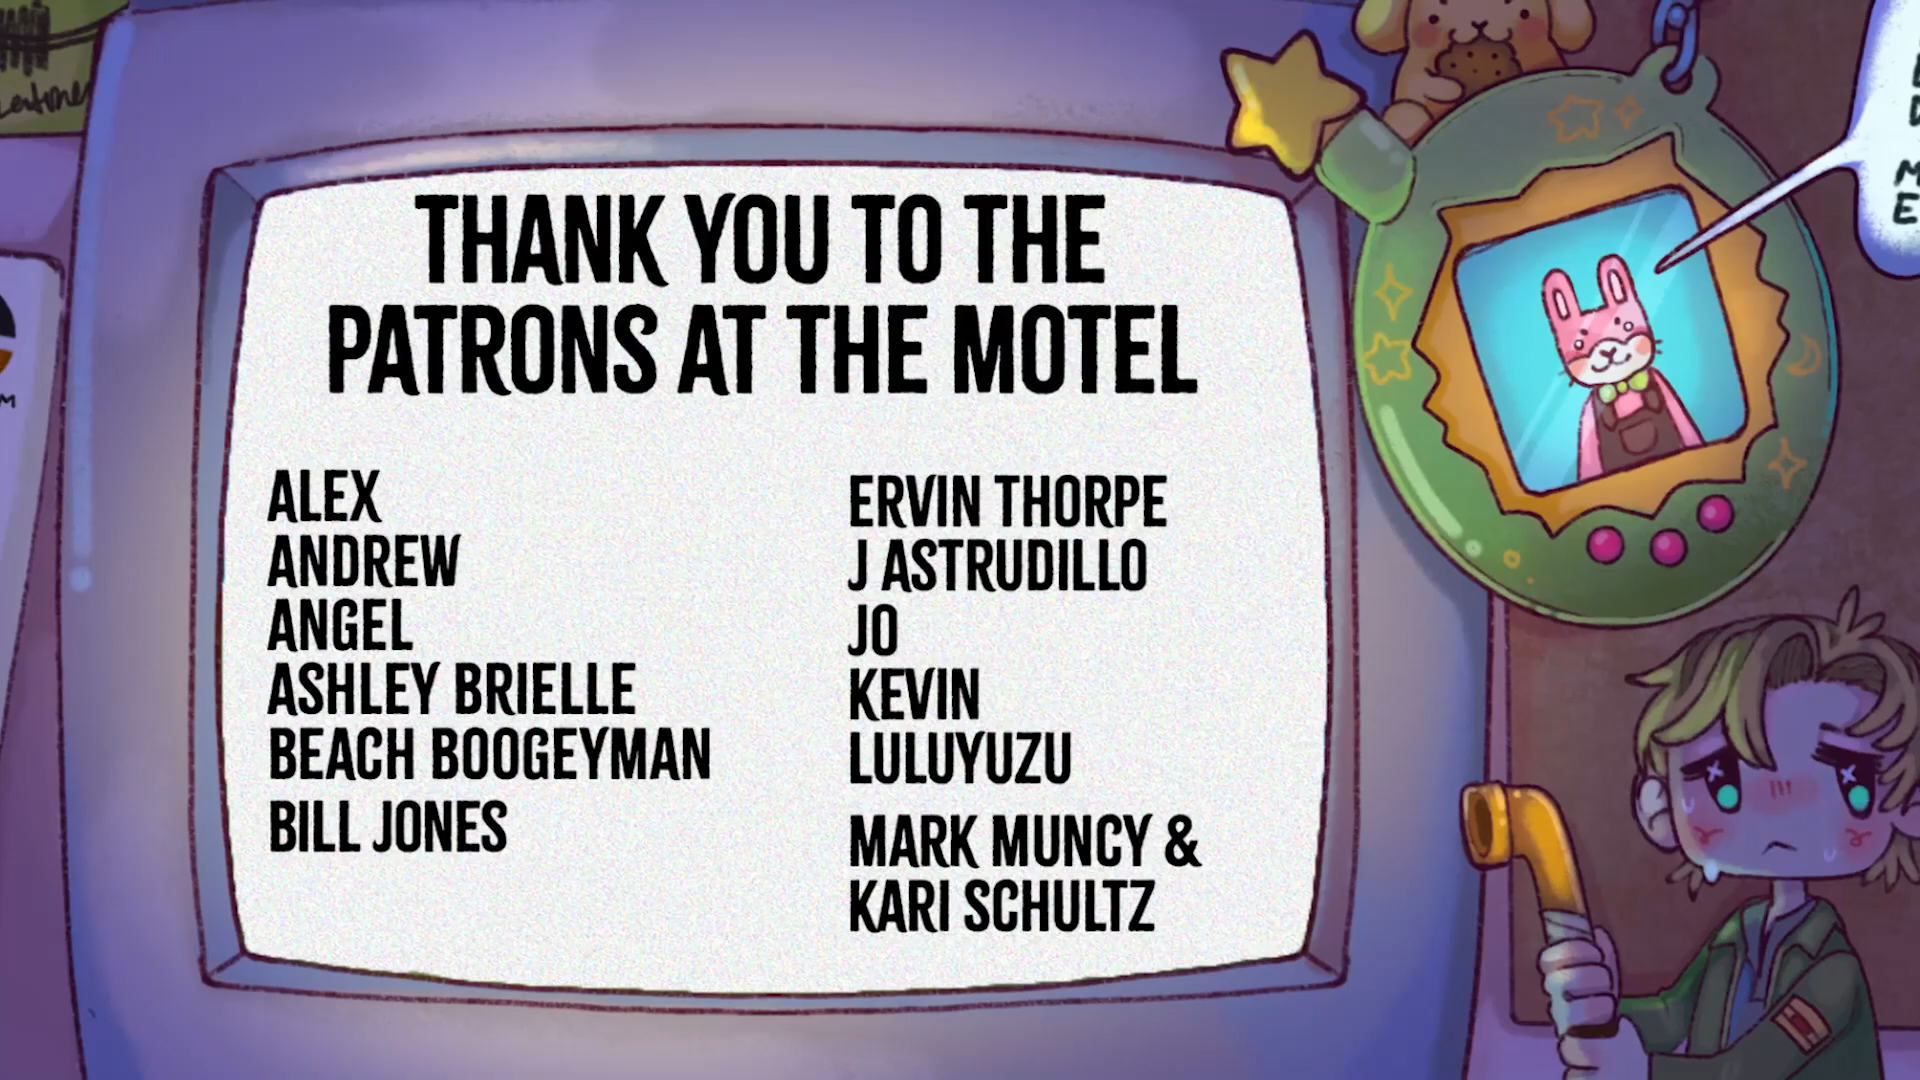 THANK YOU TO THE
PATRONS AT THE MOTEL
ALEX
ANDREW
ANGEL
ASHLEY BRIELLE
BEACH BOOGEYMAN
BILL JONES
ERVIN THORPE
J ASTRUDILLO
JO
KEVIN
LULUYUZU
MARK MUNCY &
KARI SCHULTZ